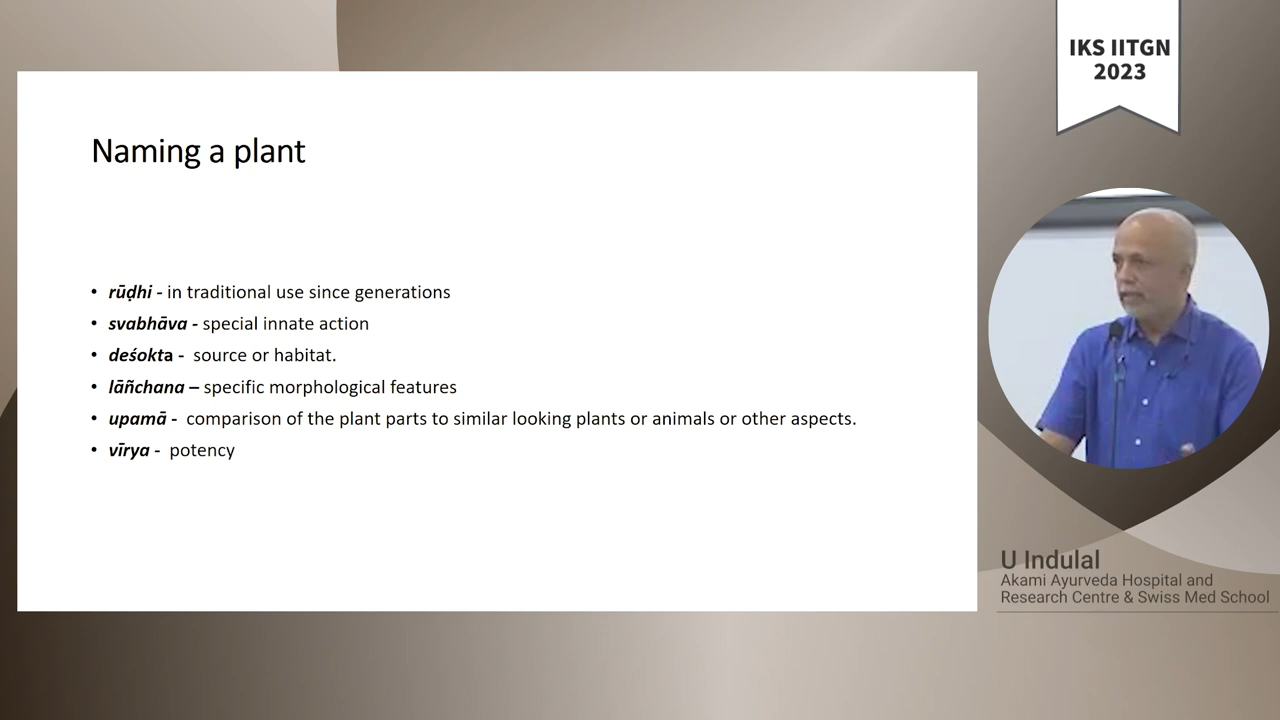 IKS IITGN
2023
Naming a plant
• rūḍhi - in traditional use since generations
• svabhāva - special innate action
• deśokta - source or habitat.
• lāñchana – specific morphological features
• upamā - comparison of the plant parts to similar looking plants or animals or other aspects.
• vīrya - potency
U Indulal
Akami Ayurveda Hospital and
Research Centre & Swiss Med School